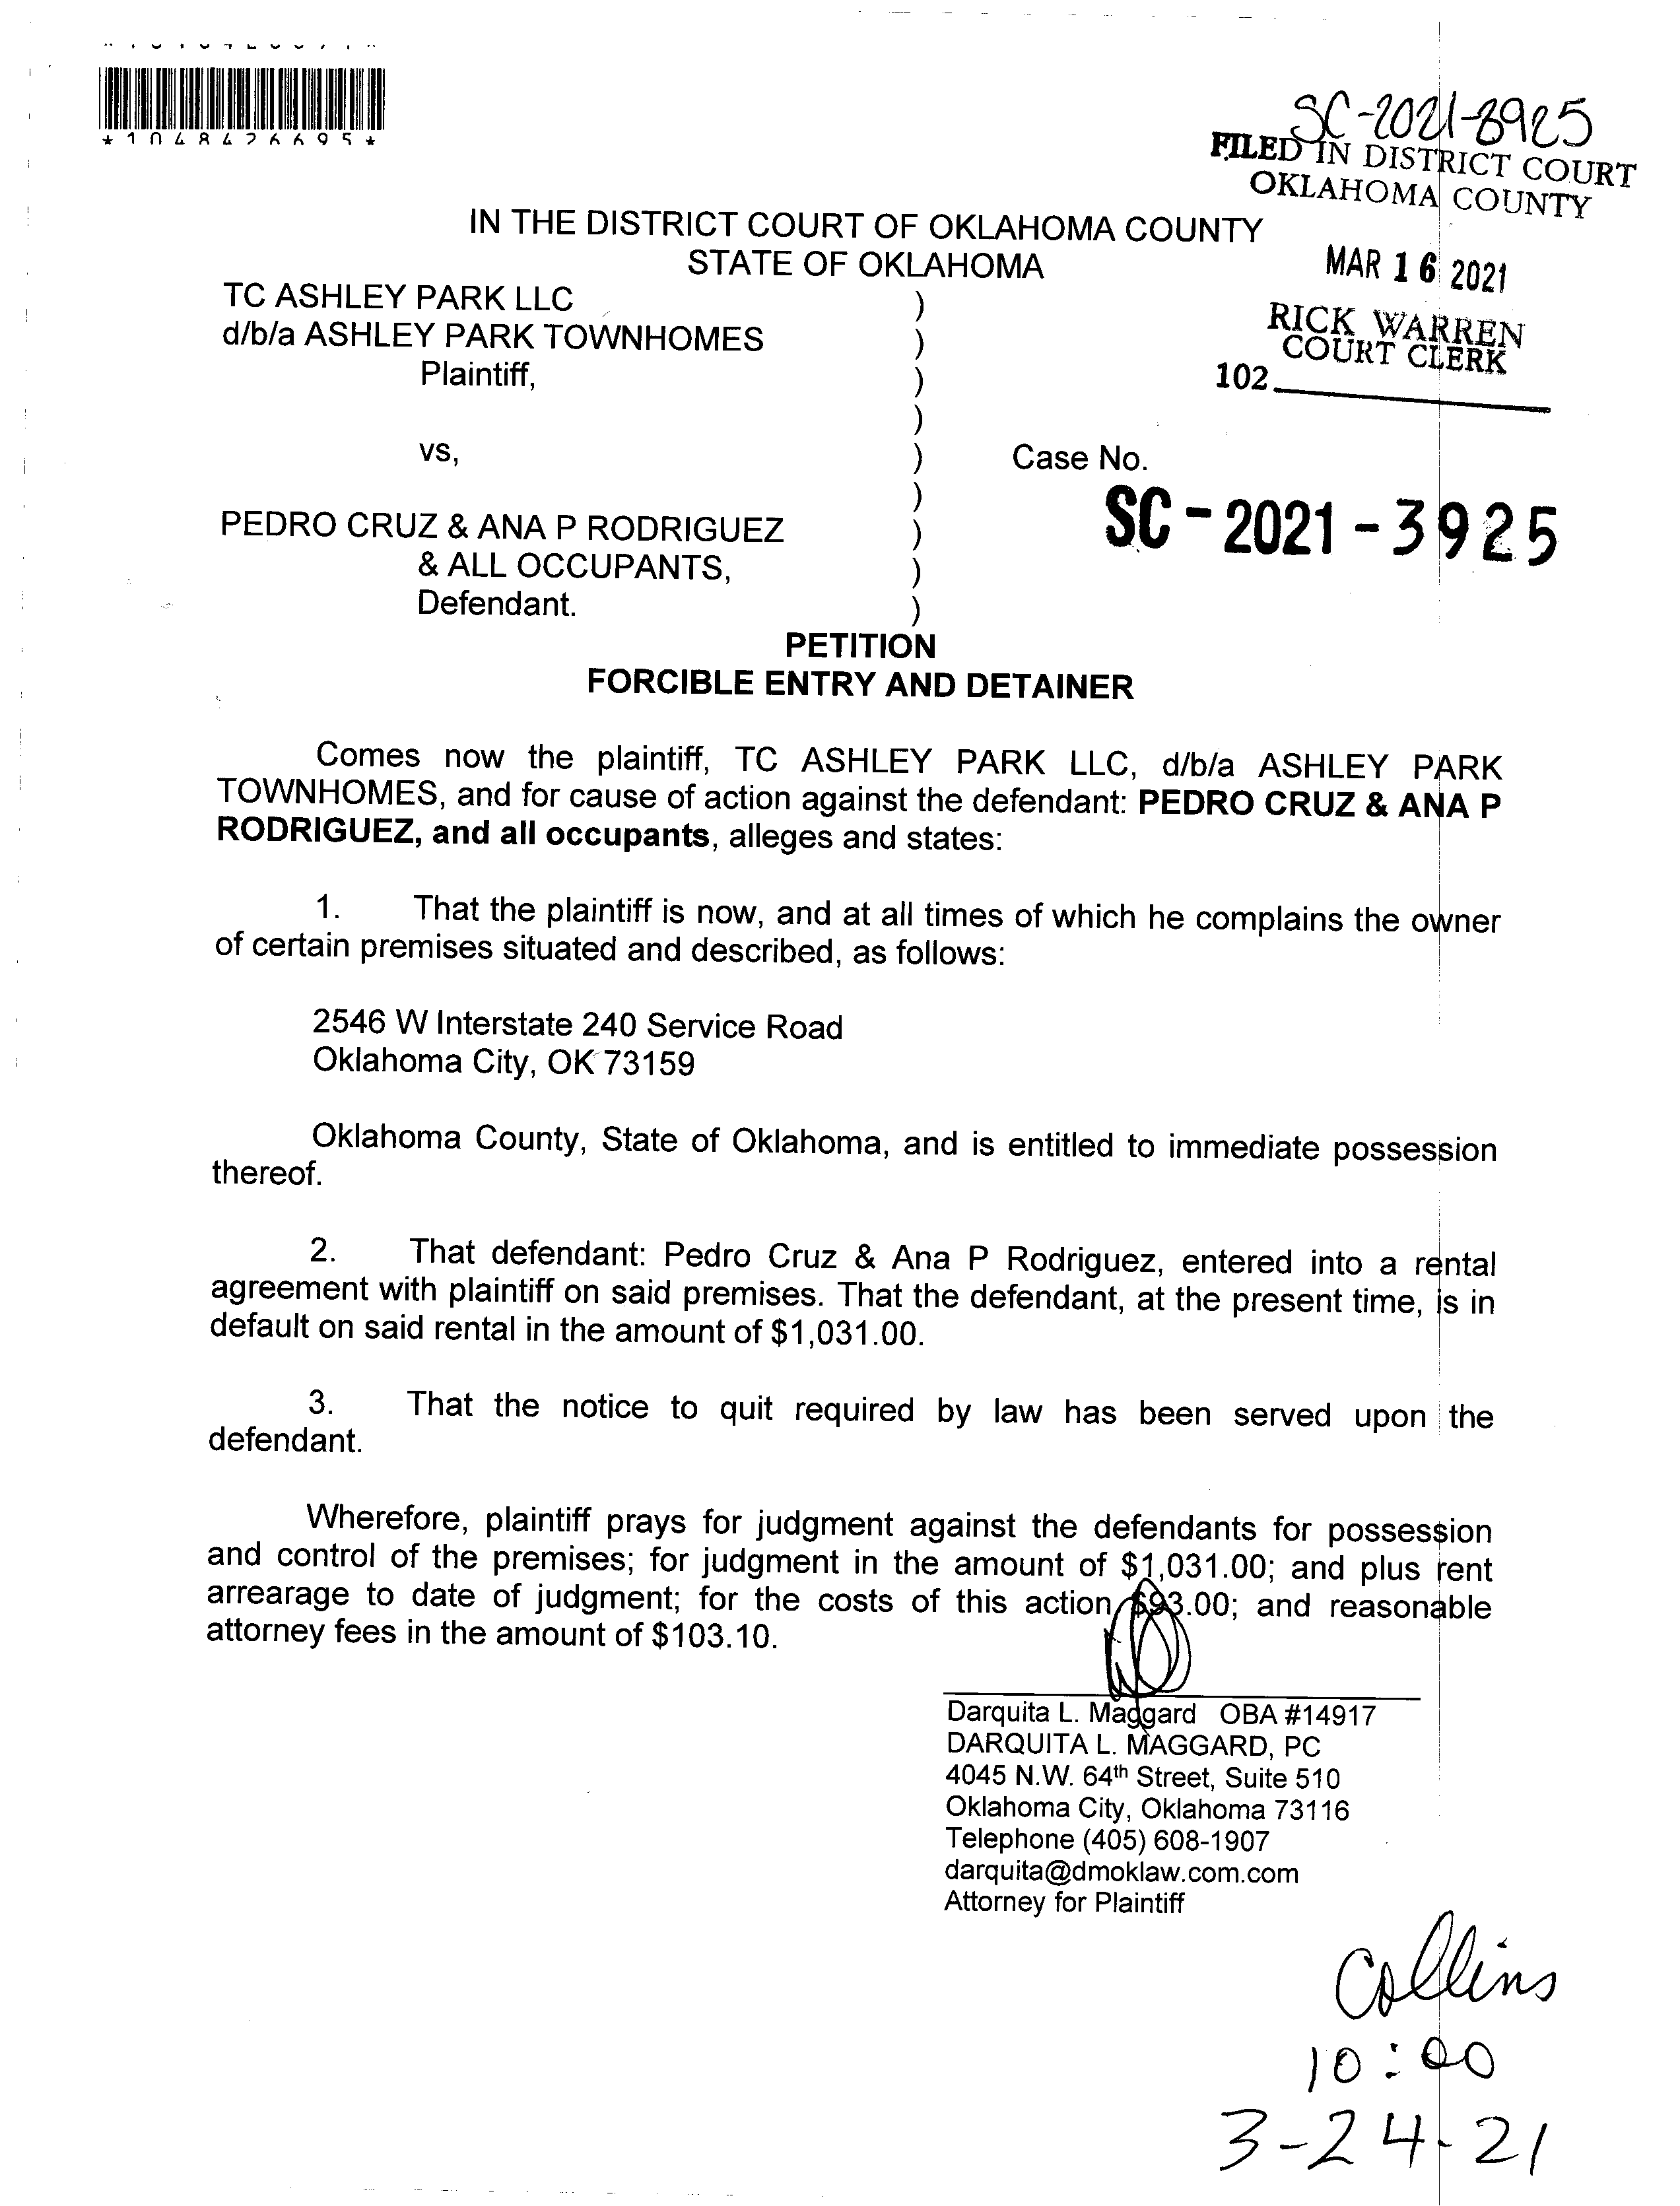 *1048426695*
SC-2021-3925
FILED IN DISTRICT COURT
OKLAHOMA COUNTY
MAR 16 2021
RICK WARREN
COURT CLERK
102
IN THE DISTRICT COURT OF OKLAHOMA COUNTY
STATE OF OKLAHOMA
TC ASHLEY PARK LLC )
d/b/a ASHLEY PARK TOWNHOMES )
Plaintiff, )
)
vs, ) Case No.
) SC-2021-3925
PEDRO CRUZ & ANA P RODRIGUEZ )
& ALL OCCUPANTS, )
Defendant. )
PETITION
FORCIBLE ENTRY AND DETAINER
Comes now the plaintiff, TC ASHLEY PARK LLC, d/b/a ASHLEY PARK
TOWNHOMES, and for cause of action against the defendant: PEDRO CRUZ & ANA P
RODRIGUEZ, and all occupants, alleges and states:
1. That the plaintiff is now, and at all times of which he complains the owner
of certain premises situated and described, as follows:
2546 W Interstate 240 Service Road
Oklahoma City, OK 73159
Oklahoma County, State of Oklahoma, and is entitled to immediate possession
thereof.
2. That defendant: Pedro Cruz & Ana P Rodriguez, entered into a rental
agreement with plaintiff on said premises. That the defendant, at the present time, is in
default on said rental in the amount of $1,031.00.
3. That the notice to quit required by law has been served upon the
defendant.
Wherefore, plaintiff prays for judgment against the defendants for possession
and control of the premises; for judgment in the amount of $1,031.00; and plus rent
arrearage to date of judgment; for the costs of this action $93.00; and reasonable
attorney fees in the amount of $103.10.
Darquita L. Maggard OBA #14917
DARQUITA L. MAGGARD, PC
4045 N.W. 64th Street, Suite 510
Oklahoma City, Oklahoma 73116
Telephone (405) 608-1907
darquita@dmoklaw.com.com
Attorney for Plaintiff
Collins
10:00
3-24-21